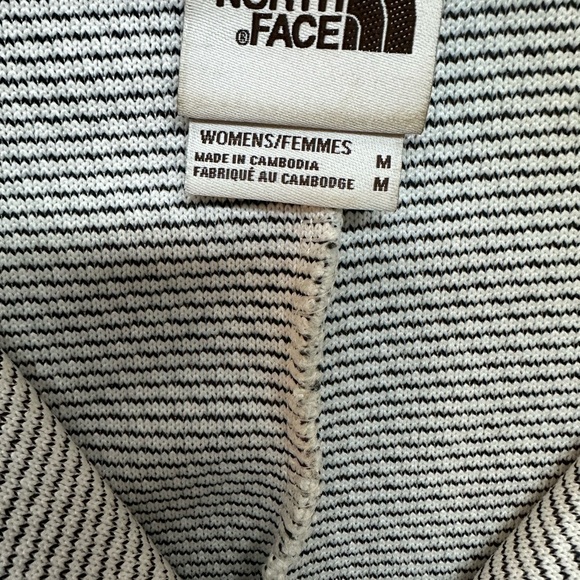 NORTH
®FACE
WOMENS/FEMMES M
MADE IN CAMBODIA
FABRIQUÉ AU CAMBODGE M